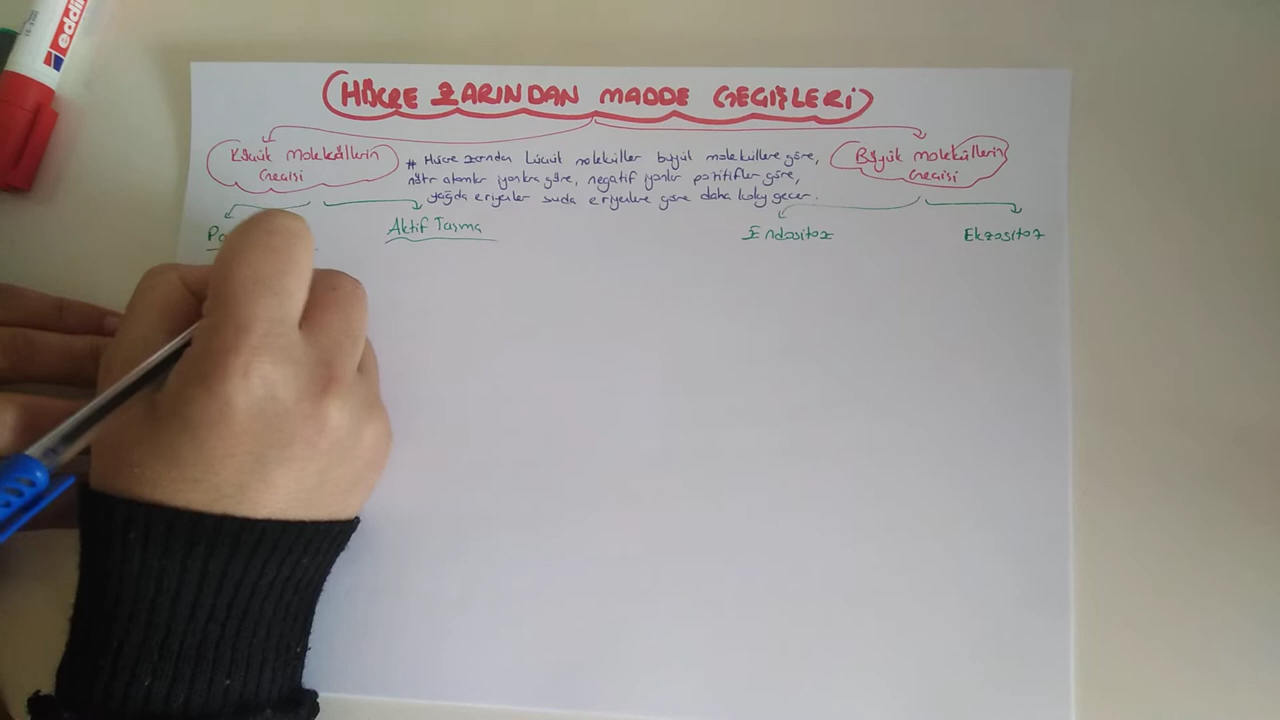 eddin
HÜCRE ZARINDAN MADDE GEÇİŞLERİ
Küçük Moleküllerin
Geçişi
# Hücre zarından küçük moleküller büyük moleküllere göre,
nötr atomlar iyonlara göre, negatif iyonlar pozitiflere göre,
yağda eriyenler suda eriyenlere göre daha kolay geçer.
Büyük moleküllerin
Geçişi
Pa
Aktif Taşıma
Endositoz
Ekzositoz